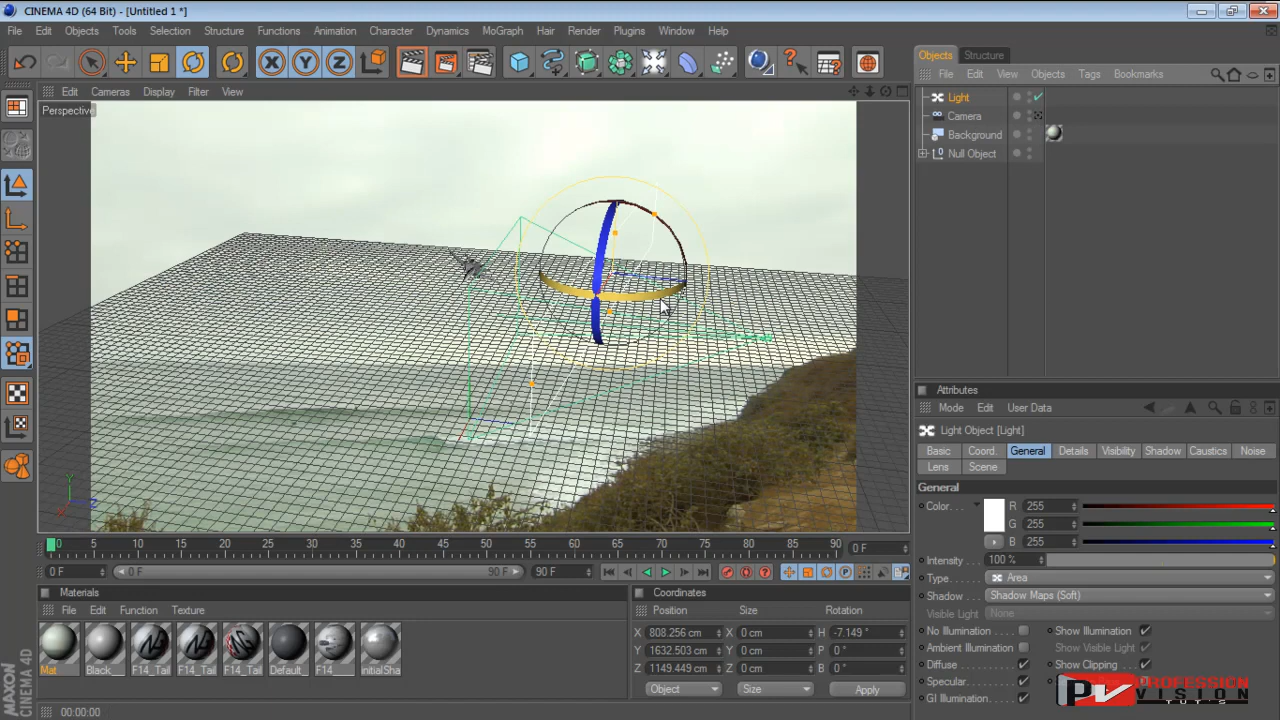 CINEMA 4D (64 Bit) - [Untitled 1 *]
File Edit Objects Tools Selection Structure Functions Animation Character Dynamics MoGraph Hair Render Plugins Window Help
Objects Structure
File Edit View Objects Tags Bookmarks
Edit Cameras Display Filter View
Perspective
Light
Camera
Background
Null Object
Y
Z
X
Attributes
Mode Edit User Data
Light Object [Light]
Basic Coord. General Details Visibility Shadow Caustics Noise
Lens Scene
General
Color. . . R 255
G 255
B 255
Intensity 100 %
Type. . . Area
Shadow. . Shadow Maps (Soft)
Visible Light None
No Illumination . . . Show Illumination
Ambient Illumination Show Visible Light
Diffuse . . . Show Clipping
Specular. . .
GI Illumination. . .
0 5 10 15 20 25 30 35 40 45 50 55 60 65 70 75 80 85 90 0 F
0 F 0 F 90 F 90 F
Materials
File Edit Function Texture
Mat Black_ F14_Tail F14_Tail F14_Tail Default_ F14__ initialSha
Coordinates
Position Size Rotation
X 808.256 cm X 0 cm H -7.149 °
Y 1632.503 cm Y 0 cm P 0 °
Z 1149.449 cm Z 0 cm B 0 °
Object Size Apply
MAXON
CINEMA 4D
00:00:00
PV PROFESSION
VISION
TUT'S